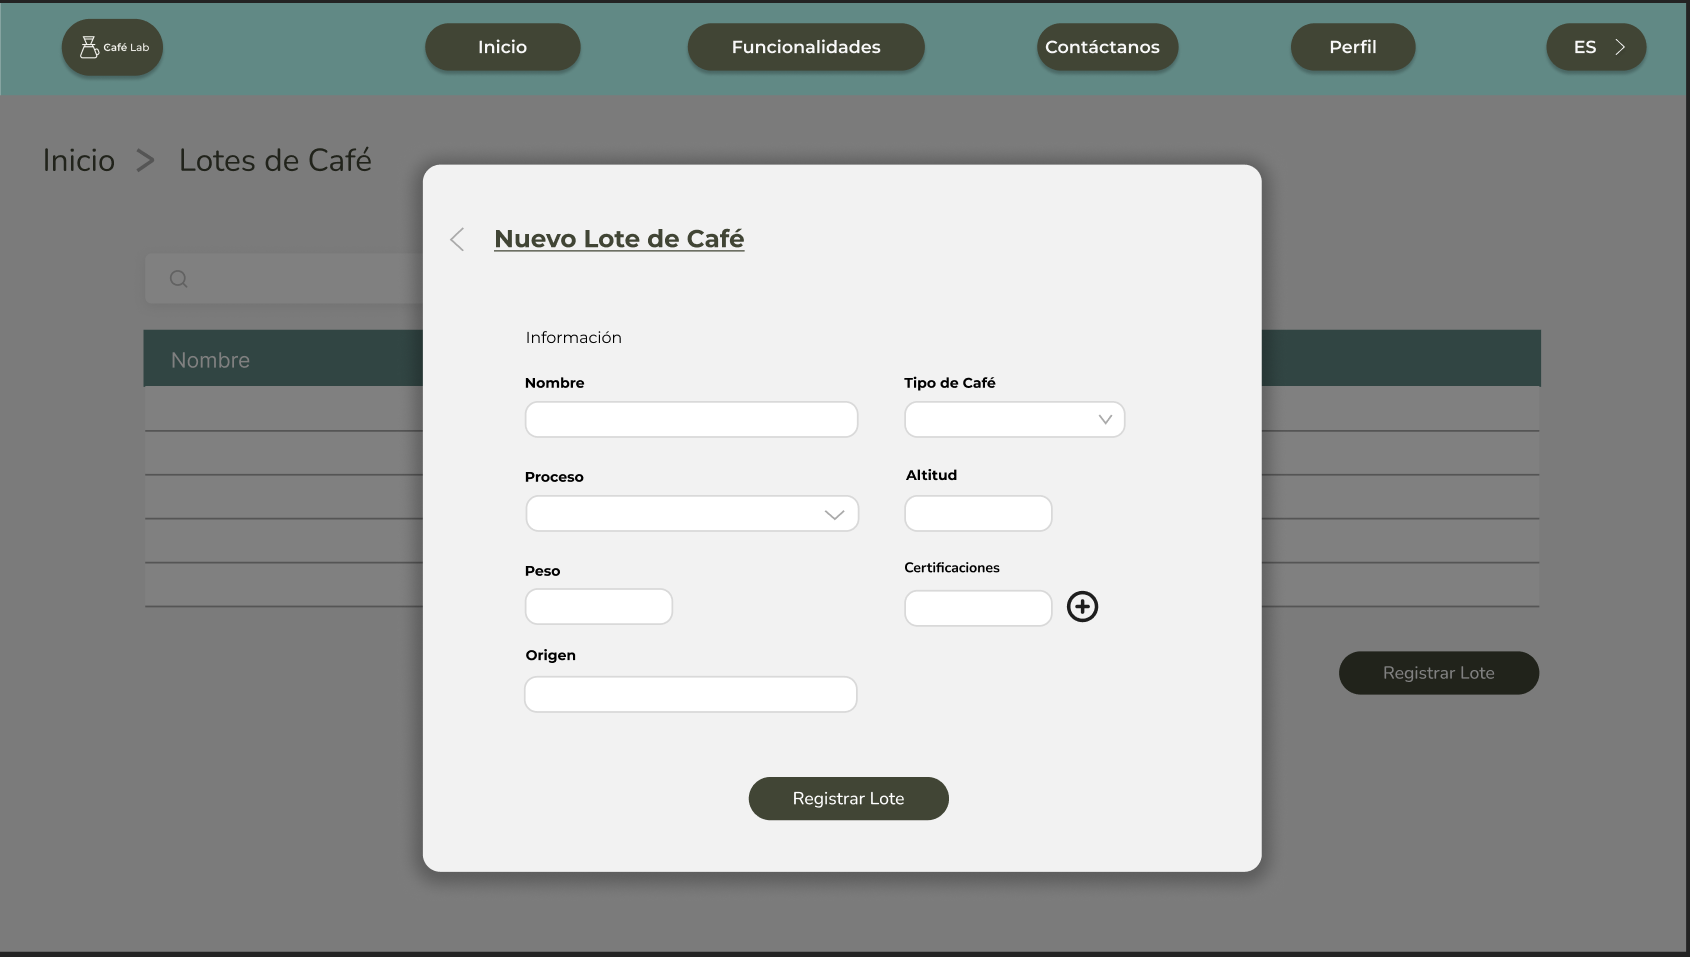 Café Lab
Inicio
Funcionalidades
Contáctanos
Perfil
ES
Inicio > Lotes de Café
Nombre
Nuevo Lote de Café
Información
Nombre
Tipo de Café
Proceso
Altitud
Peso
Certificaciones
Origen
Registrar Lote
Registrar Lote